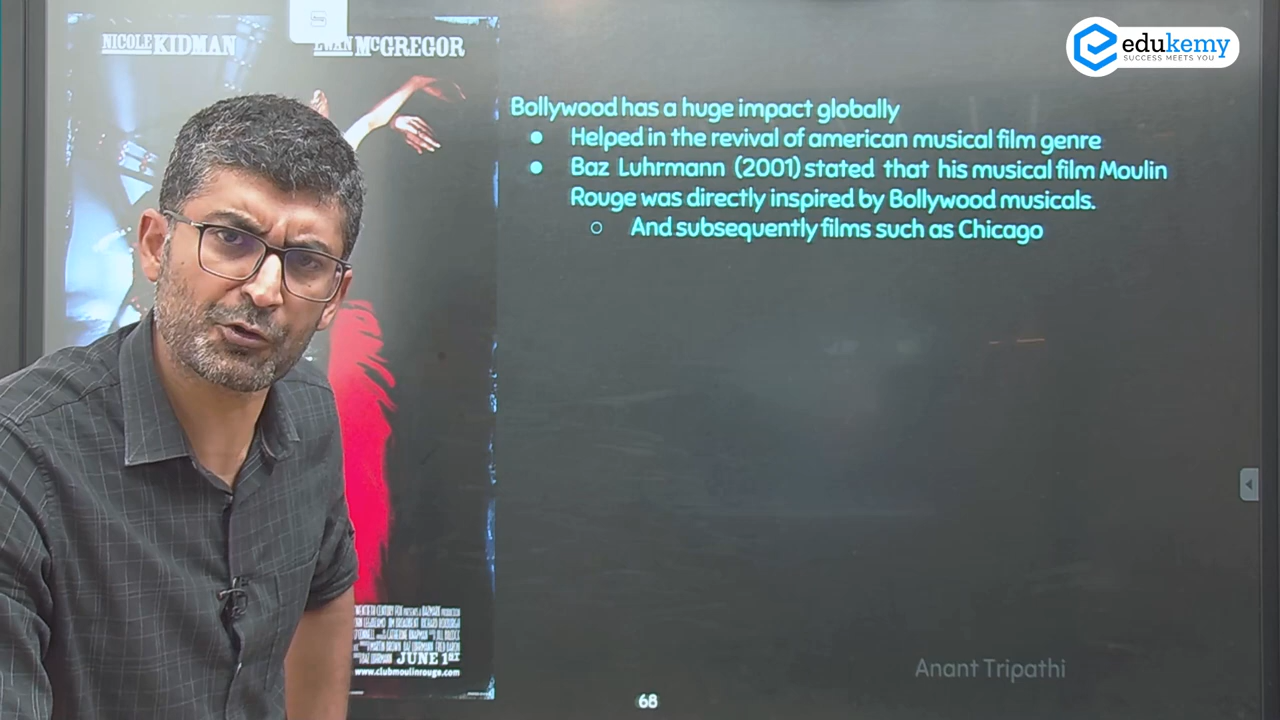 NICOLE KIDMAN
EWAN McGREGOR
edukemy
SUCCESS MEETS YOU
Bollywood has a huge impact globally
● Helped in the revival of american musical film genre
● Baz Luhrmann (2001) stated that his musical film Moulin
Rouge was directly inspired by Bollywood musicals.
○ And subsequently films such as Chicago
JUNE 1ST
www.clubmoulinrouge.com
Anant Tripathi
68